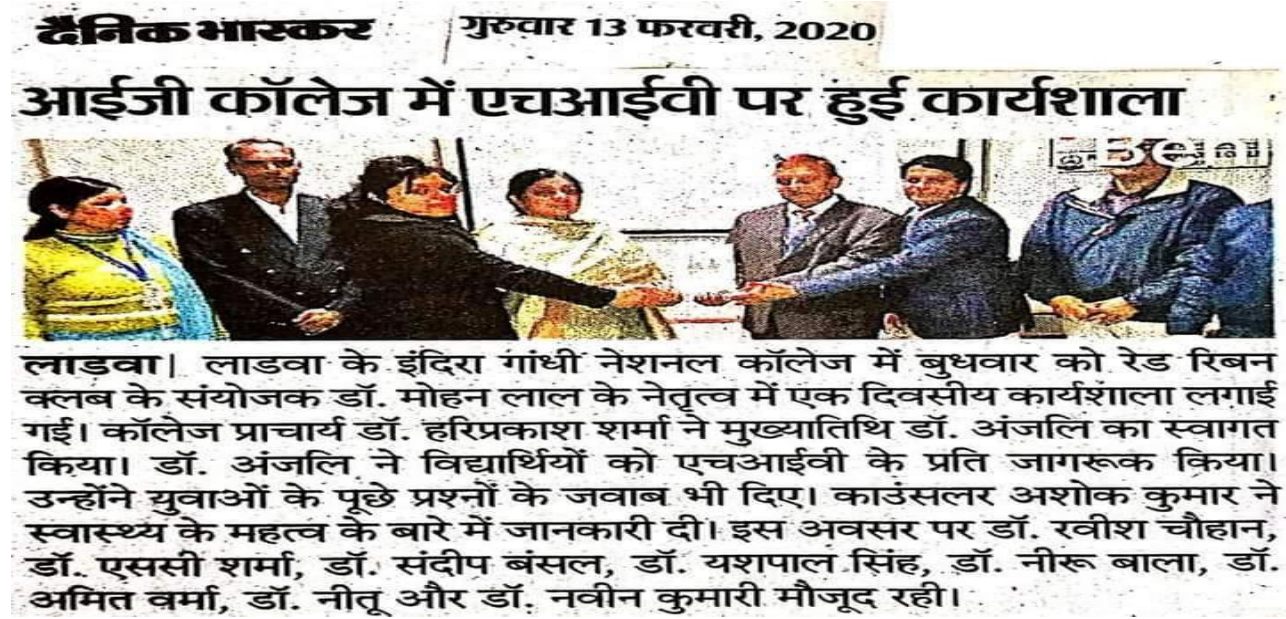 दैनिक भास्कर गुरुवार 13 फरवरी, 2020
आईजी कॉलेज में एचआईवी पर हुई कार्यशाला
लाडवा| लाडवा के इंदिरा गांधी नेशनल कॉलेज में बुधवार को रेड रिबन
क्लब के संयोजक डॉ. मोहन लाल के नेतृत्व में एक दिवसीय कार्यशाला लगाई
गई। कॉलेज प्राचार्य डॉ. हरिप्रकाश शर्मा ने मुख्यातिथि डॉ. अंजलि का स्वागत
किया। डॉ. अंजलि ने विद्यार्थियों को एचआईवी के प्रति जागरूक किया।
उन्होंने युवाओं के पूछे प्रश्नों के जवाब भी दिए। काउंसलर अशोक कुमार ने
स्वास्थ्य के महत्व के बारे में जानकारी दी। इस अवसर पर डॉ. रवीश चौहान,
डॉ. एससी शर्मा, डॉ. संदीप बंसल, डॉ. यशपाल सिंह, डॉ. नीरू बाला, डॉ.
अमित वर्मा, डॉ. नीतू और डॉ. नवीन कुमारी मौजूद रही।